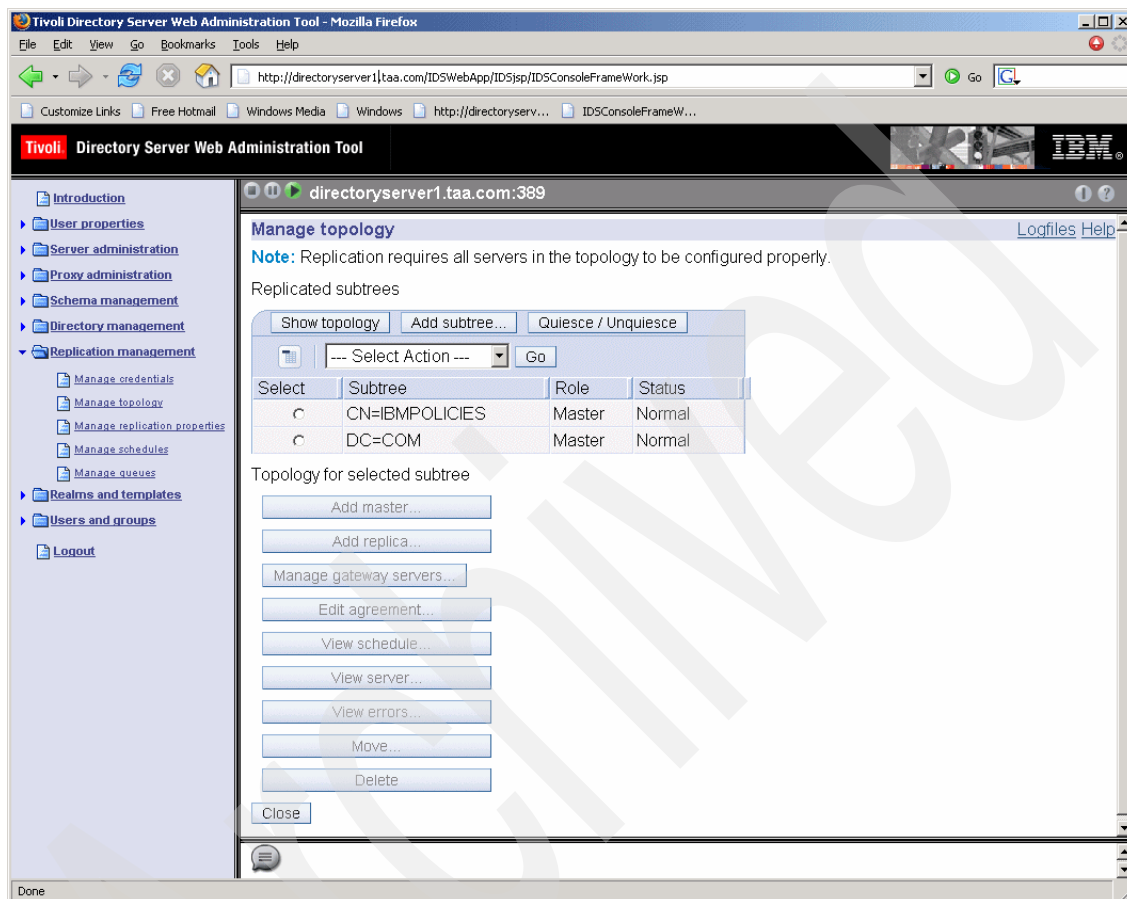 Tivoli Directory Server Web Administration Tool - Mozilla Firefox
File Edit View Go Bookmarks Tools Help
http://directoryserver1.taa.com/IDSWebApp/IDSjsp/IDSConsoleFrameWork.jsp Go G
Customize Links Free Hotmail Windows Media Windows http://directoryserv... IDSConsoleFrameW...
Tivoli. Directory Server Web Administration Tool IBM®
Introduction
User properties
Server administration
Proxy administration
Schema management
Directory management
Replication management
Manage credentials
Manage topology
Manage replication properties
Manage schedules
Manage queues
Realms and templates
Users and groups
Logout
directoryserver1.taa.com:389
Manage topology Logfiles Help
Note: Replication requires all servers in the topology to be configured properly.
Replicated subtrees
Show topology Add subtree... Quiesce / Unquiesce
--- Select Action --- Go
Select Subtree Role Status
CN=IBMPOLICIES Master Normal
DC=COM Master Normal
Topology for selected subtree
Add master...
Add replica...
Manage gateway servers...
Edit agreement...
View schedule...
View server...
View errors...
Move...
Delete
Close
Done
Archived